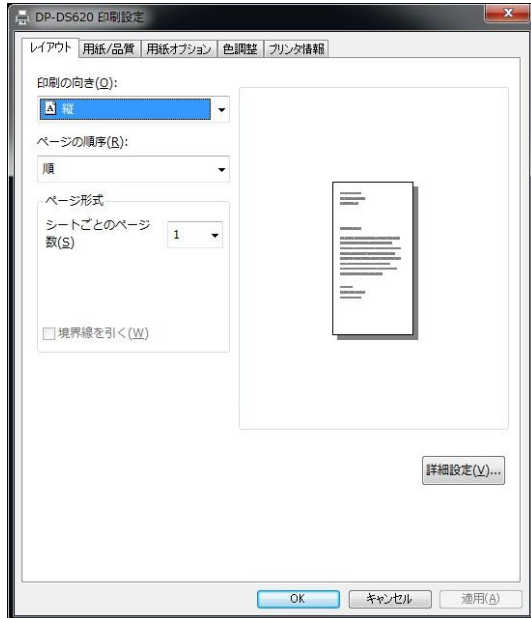 DP-DS620 印刷設定
レイアウト 用紙/品質 用紙オプション 色調整 プリンタ情報
印刷の向き(O):
A 縦
ページの順序(R):
順
ページ形式
シートごとのページ
数(S) 1
境界線を引く(W)
詳細設定(V)...
OK キャンセル 適用(A)